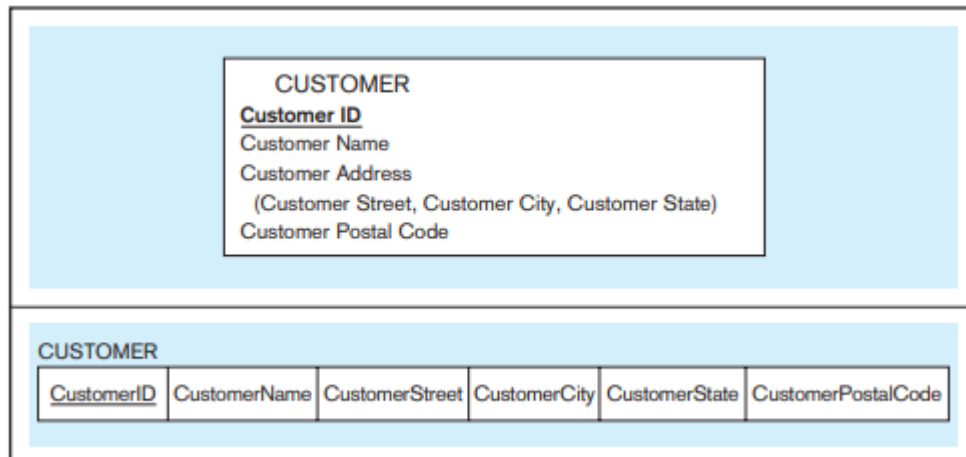 CUSTOMER
Customer ID
Customer Name
Customer Address
(Customer Street, Customer City, Customer State)
Customer Postal Code
CUSTOMER
CustomerID CustomerName CustomerStreet CustomerCity CustomerState CustomerPostalCode